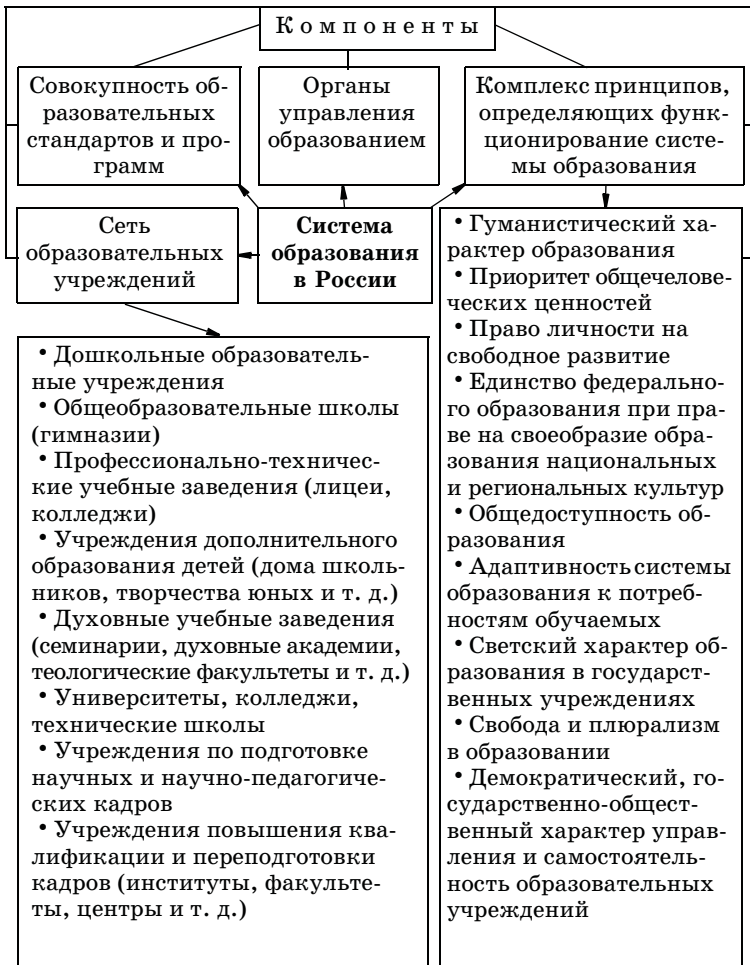 Компоненты
Совокупность об-
разовательных
стандартов и про-
грамм
Органы
управления
образованием
Комплекс принципов,
определяющих функ-
ционирование систе-
мы образования
Сеть
образовательных
учреждений
Система
образования
в России
• Гуманистический ха-
рактер образования
• Приоритет общечелове-
ческих ценностей
• Право личности на
свободное развитие
• Единство федерально-
го образования при пра-
ве на своеобразие обра-
зования национальных
и региональных культур
• Общедоступность об-
разования
• Адаптивность системы
образования к потреб-
ностям обучаемых
• Светский характер об-
разования в государст-
венных учреждениях
• Свобода и плюрализм
в образовании
• Демократический, го-
сударственно-общест-
венный характер управ-
ления и самостоятель-
ность образовательных
учреждений
• Дошкольные образователь-
ные учреждения
• Общеобразовательные школы
(гимназии)
• Профессионально-техничес-
кие учебные заведения (лицеи,
колледжи)
• Учреждения дополнительного
образования детей (дома школь-
ников, творчества юных и т. д.)
• Духовные учебные заведения
(семинарии, духовные академии,
теологические факультеты и т. д.)
• Университеты, колледжи,
технические школы
• Учреждения по подготовке
научных и научно-педагогиче-
ских кадров
• Учреждения повышения ква-
лификации и переподготовки
кадров (институты, факульте-
ты, центры и т. д.)